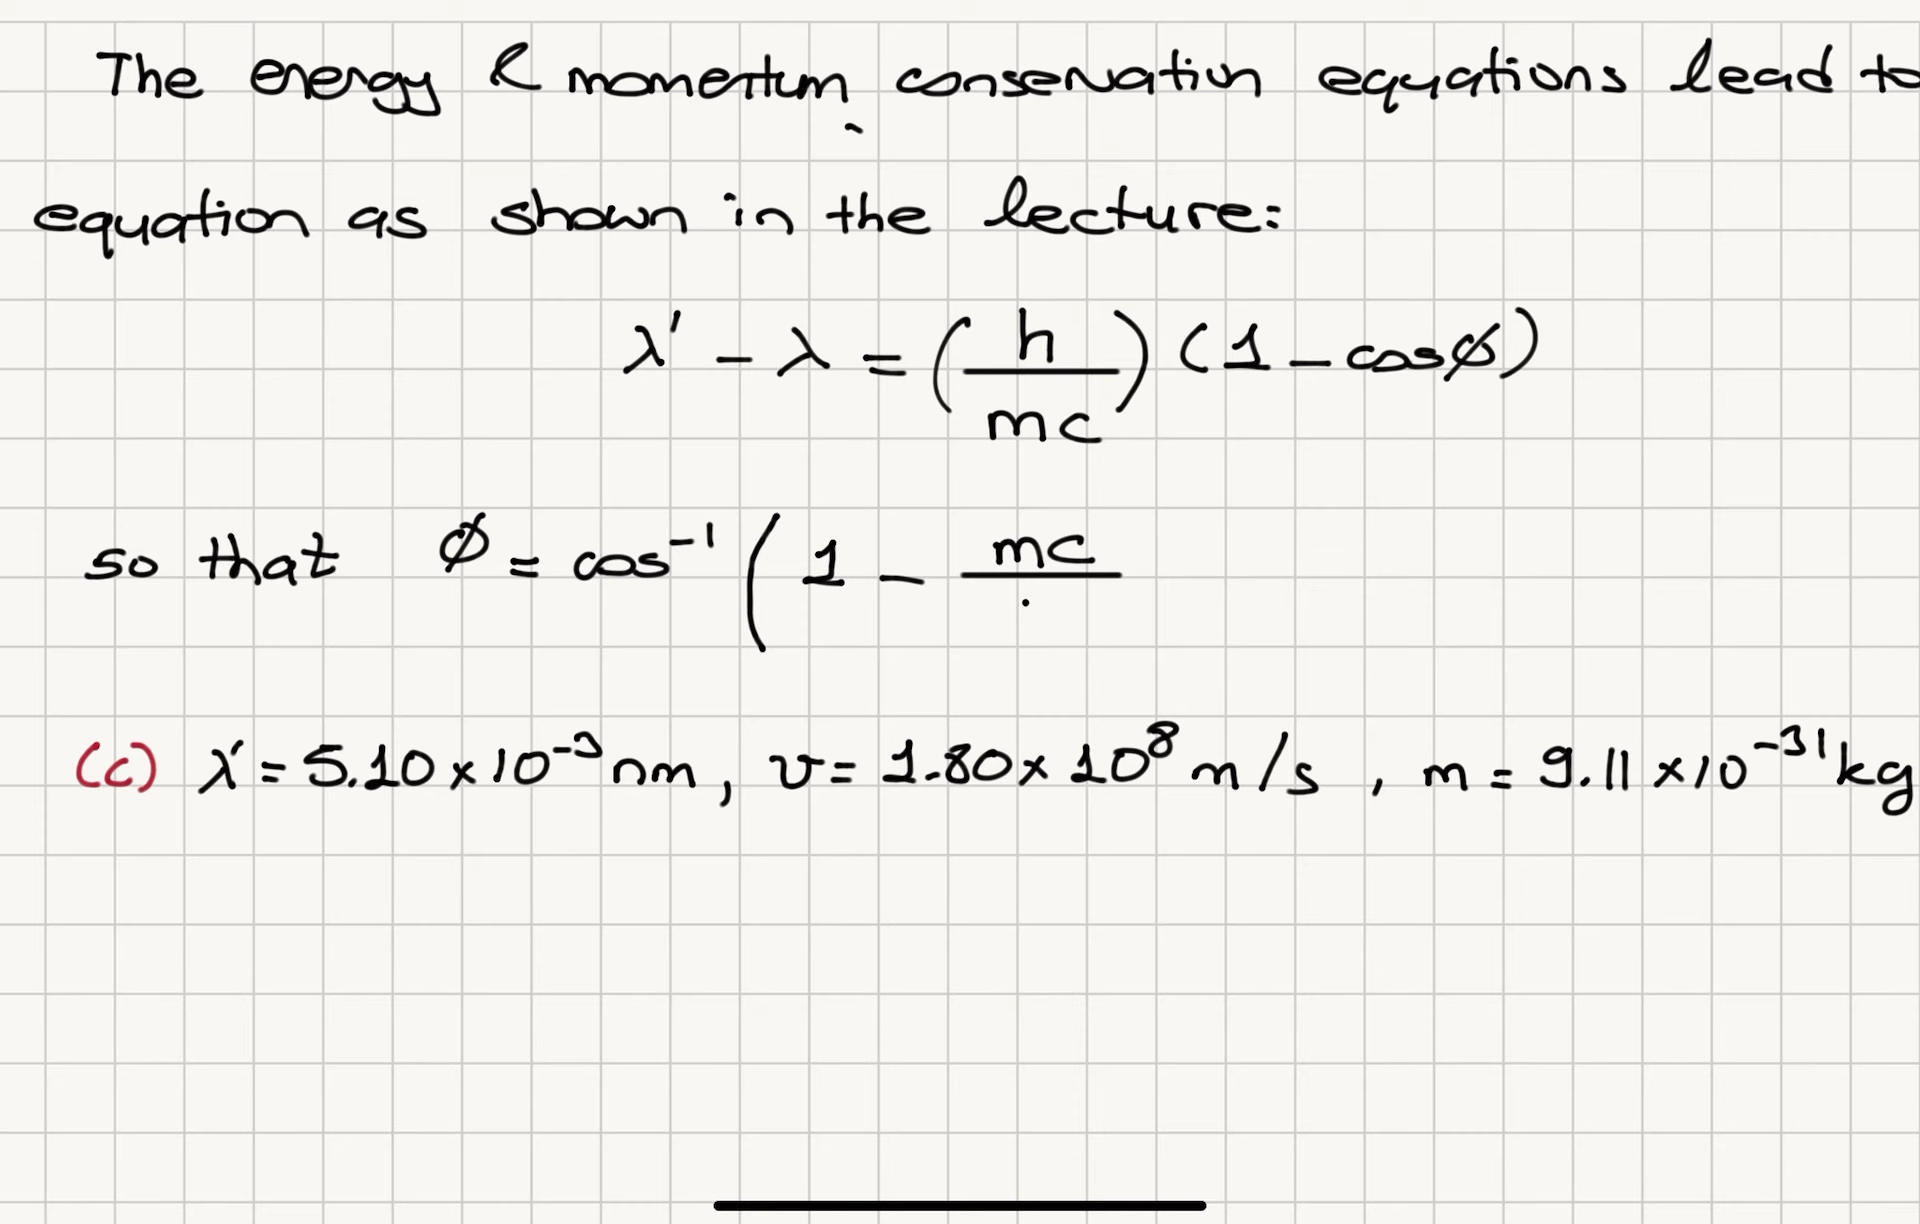 The energy & momentum conservation equations lead to
equation as shown in the lecture:
λ' - λ = (h/mc) (1 - cosφ)
so that φ = cos⁻¹ (1 - mc/
(c) λ' = 5.10 × 10⁻³ nm, v = 1.80 × 10⁸ m/s, m = 9.11 × 10⁻³¹ kg